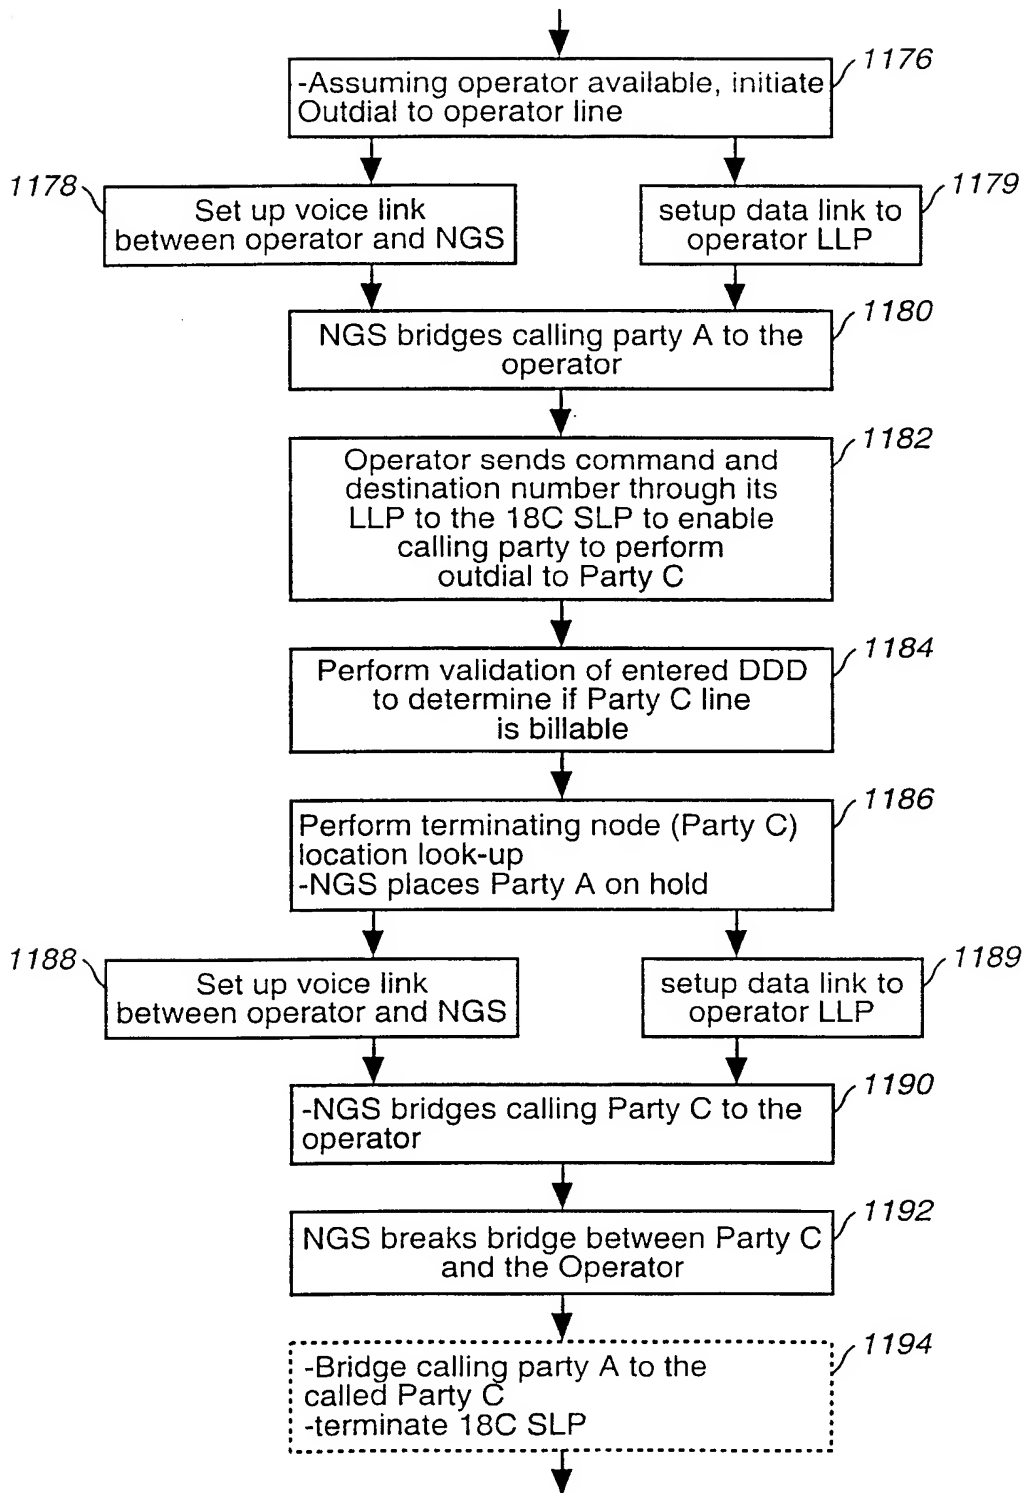 1176
-Assuming operator available, initiate
Outdial to operator line
1178
Set up voice link
between operator and NGS
1179
setup data link to
operator LLP
1180
NGS bridges calling party A to the
operator
1182
Operator sends command and
destination number through its
LLP to the 18C SLP to enable
calling party to perform
outdial to Party C
1184
Perform validation of entered DDD
to determine if Party C line
is billable
1186
Perform terminating node (Party C)
location look-up
-NGS places Party A on hold
1188
Set up voice link
between operator and NGS
1189
setup data link to
operator LLP
1190
-NGS bridges calling Party C to the
operator
1192
NGS breaks bridge between Party C
and the Operator
1194
-Bridge calling party A to the
called Party C
-terminate 18C SLP